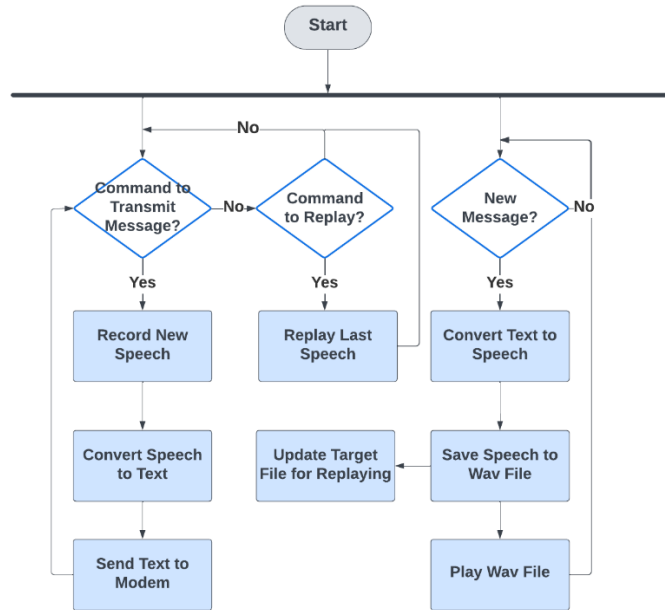 Start
No
Command to
Transmit
Message?
No
Command
to Replay?
New
Message?
No
Yes
Yes
Yes
Record New
Speech
Replay Last
Speech
Convert Text to
Speech
Convert Speech
to Text
Update Target
File for Replaying
Save Speech to
Wav File
Send Text to
Modem
Play Wav File